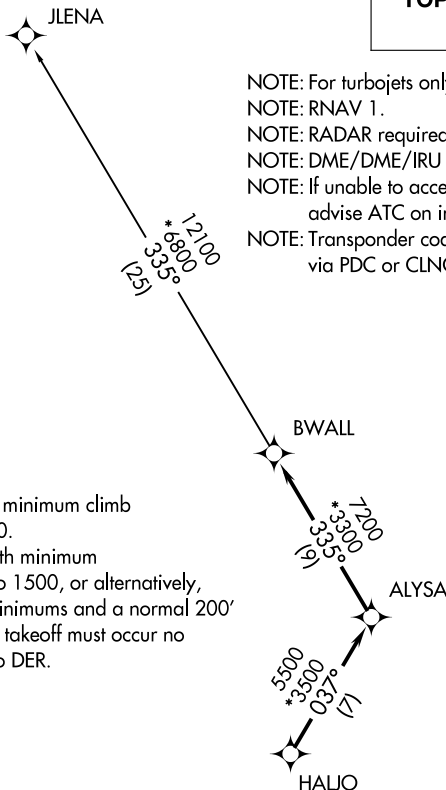 TOP
JLENA
NOTE: For turbojets only
NOTE: RNAV 1.
NOTE: RADAR required
NOTE: DME/DME/IRU
NOTE: If unable to acce
advise ATC on in
NOTE: Transponder cod
via PDC or CLNC
12100
*6800
335°
(25)
BWALL
minimum climb
0.
th minimum
o 1500, or alternatively,
inimums and a normal 200'
takeoff must occur no
o DER.
7200
*3300
335°
(9)
ALYSA
5500
*3500
037°
(7)
HALJO